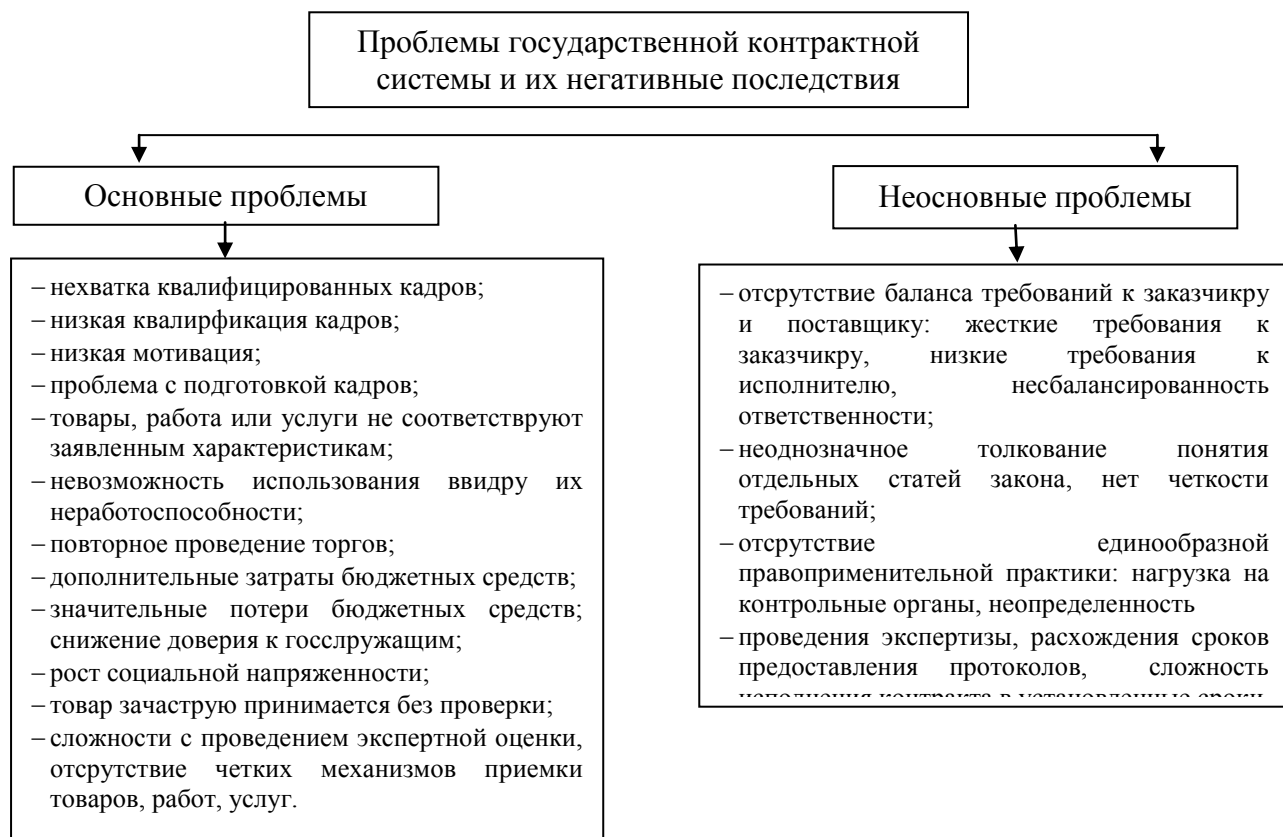 Проблемы государственной контрактной
системы и их негативные последствия
Основные проблемы
Неосновные проблемы
– нехватка квалифицированных кадров;
– низкая квалирфикация кадров;
– низкая мотивация;
– проблема с подготовкой кадров;
– товары, работа или услуги не соответствруют
заявленным характеристикам;
– невозможность использования ввидру их
неработоспособности;
– повторное проведение торгов;
– дополнительные затраты бюджетных средств;
– значительные потери бюджетных средств;
снижение доверия к госслружащим;
– рост социальной напряженности;
– товар зачаструю принимается без проверки;
– сложности с проведением экспертной оценки,
отсрутствие четких механизмов приемки
товаров, работ, услуг.
– отсрутствие баланса требований к заказчикру
и поставщику: жесткие требования к
заказчикру, низкие требования к
исполнителю, несбалансированность
ответственности;
– неоднозначное толкование понятия
отдельных статей закона, нет четкости
требований;
– отсрутствие единообразной
правоприменительной практики: нагрузка на
контрольные органы, неопределенность
– проведения экспертизы, расхождения сроков
предоставления протоколов, сложность
исполнения контракта в установленные сроки